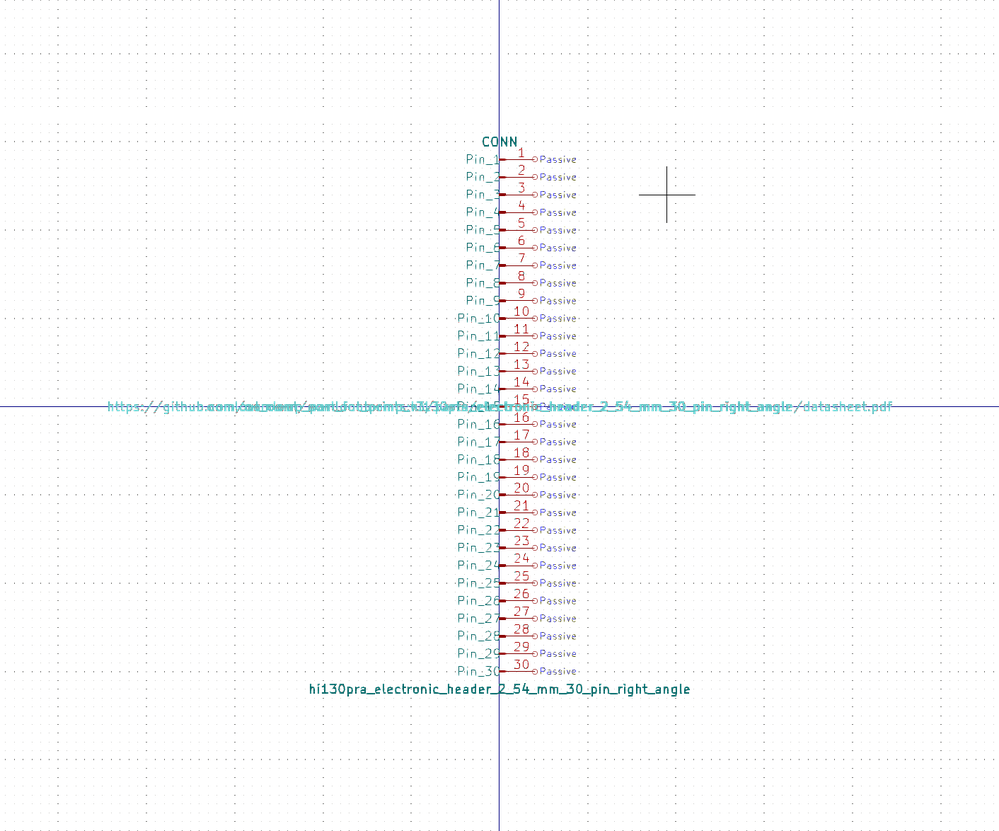 CONN
Pin_1 1 Passive
Pin_2 2 Passive
Pin_3 3 Passive
Pin_4 4 Passive
Pin_5 5 Passive
Pin_6 6 Passive
Pin_7 7 Passive
Pin_8 8 Passive
Pin_9 9 Passive
Pin_10 10 Passive
Pin_11 11 Passive
Pin_12 12 Passive
Pin_13 13 Passive
Pin_14 14 Passive
15
Pin_16 16 Passive
Pin_17 17 Passive
Pin_18 18 Passive
Pin_19 19 Passive
Pin_20 20 Passive
Pin_21 21 Passive
Pin_22 22 Passive
Pin_23 23 Passive
Pin_24 24 Passive
Pin_25 25 Passive
Pin_26 26 Passive
Pin_27 27 Passive
Pin_28 28 Passive
Pin_29 29 Passive
Pin_30 30 Passive
hi130pra_electronic_header_2_54_mm_30_pin_right_angle